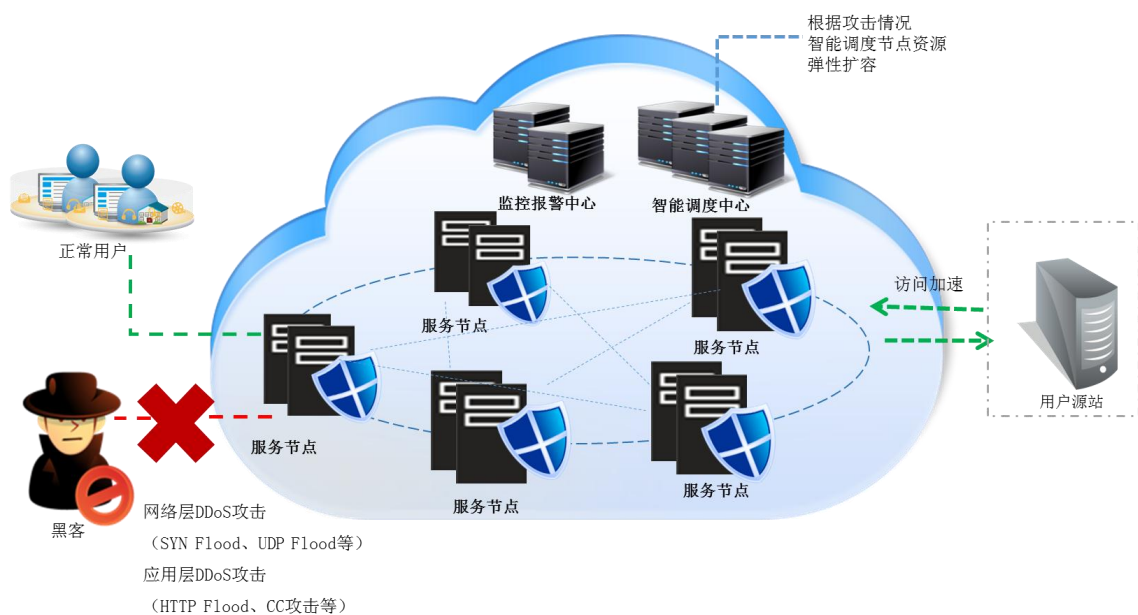 根据攻击情况
智能调度节点资源
弹性扩容
监控报警中心
智能调度中心
正常用户
访问加速
服务节点
服务节点
用户源站
服务节点
服务节点
服务节点
黑客
网络层DDoS攻击
（SYN Flood、UDP Flood等）
应用层DDoS攻击
（HTTP Flood、CC攻击等）